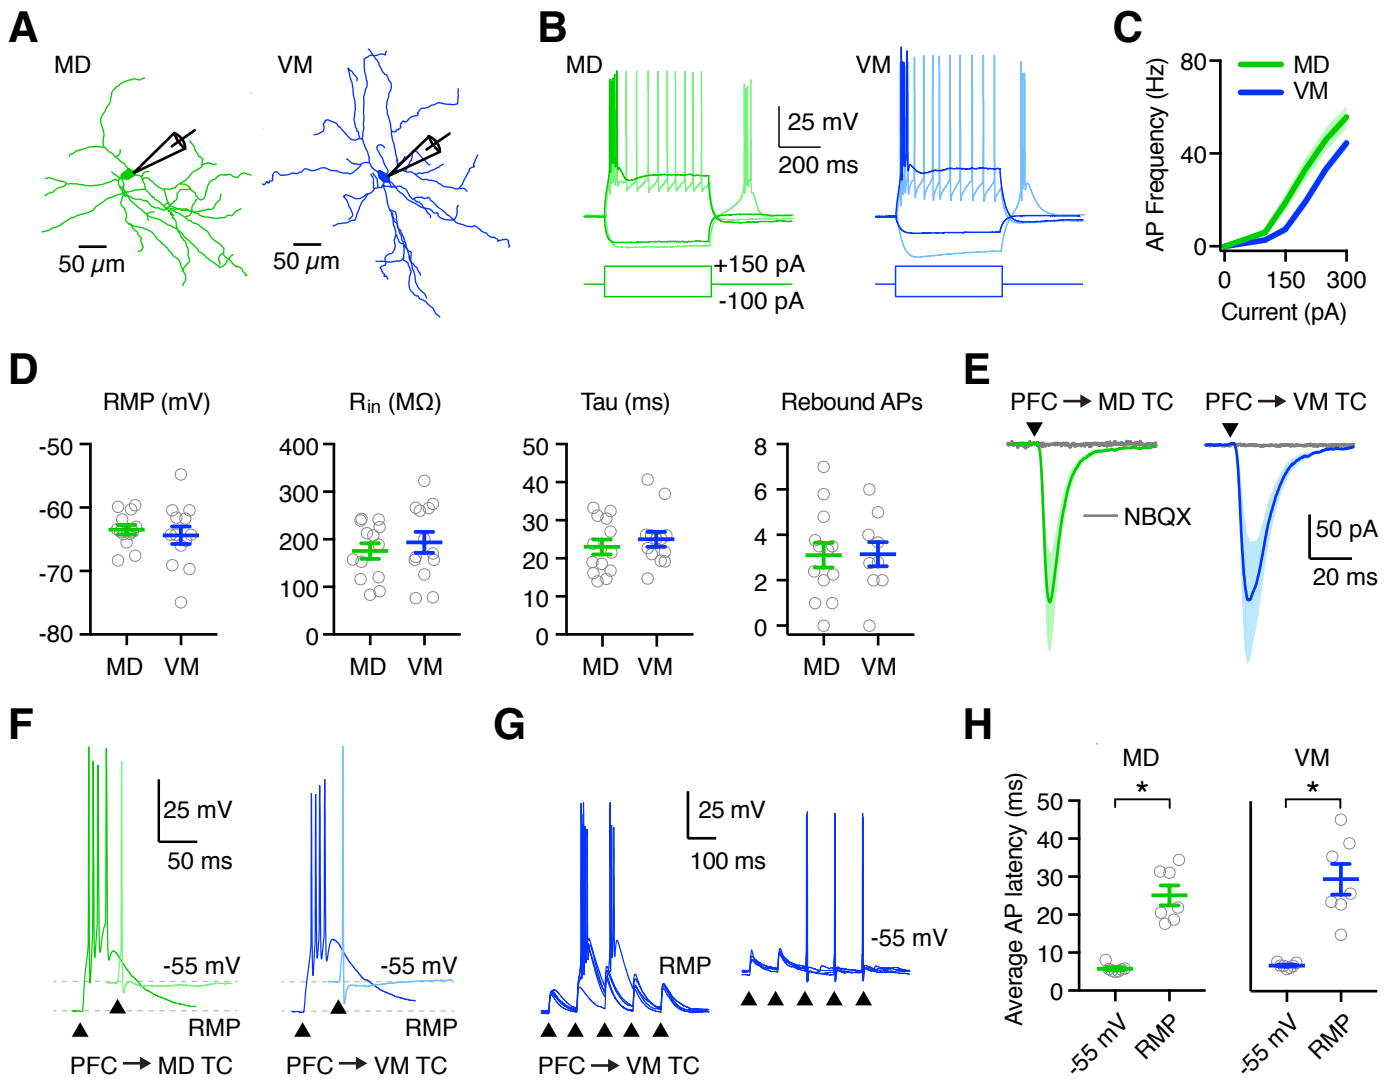 A
MD
VM
50 µm
50 µm
B
MD
VM
25 mV
200 ms
+150 pA
-100 pA
C
AP Frequency (Hz)
80
40
0
MD
VM
0 150 300
Current (pA)
D
RMP (mV)
-50
-60
-70
-80
MD VM
Rin (MΩ)
400
300
200
100
0
MD VM
Tau (ms)
50
40
30
20
10
0
MD VM
Rebound APs
8
6
4
2
0
MD VM
E
PFC → MD TC
PFC → VM TC
NBQX
50 pA
20 ms
F
25 mV
50 ms
-55 mV
RMP
PFC → MD TC
-55 mV
RMP
PFC → VM TC
G
25 mV
100 ms
RMP
-55 mV
PFC → VM TC
H
Average AP latency (ms)
MD
VM
*
*
50
40
30
20
10
0
-55 mV
RMP
-55 mV
RMP